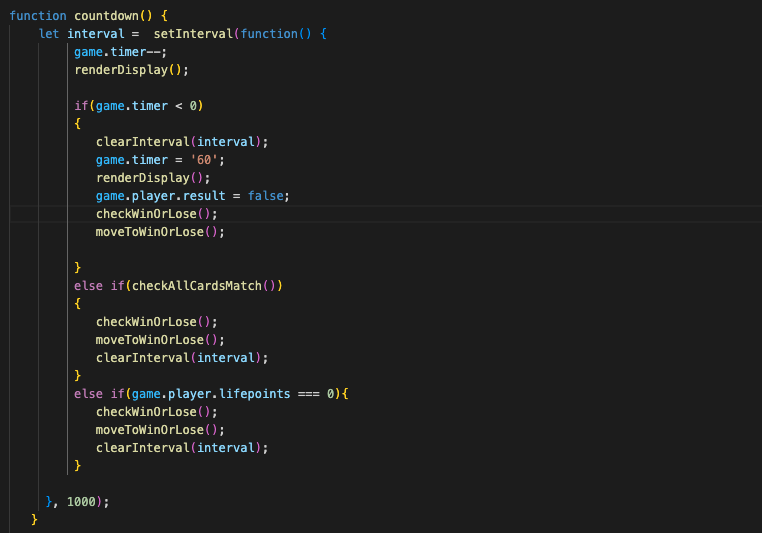 function countdown() {
let interval =  setInterval(function() {
game.timer--;
renderDisplay();
if(game.timer < 0)
{
clearInterval(interval);
game.timer = '60';
renderDisplay();
game.player.result = false;
checkWinOrLose();
moveToWinOrLose();
}
else if(checkAllCardsMatch())
{
checkWinOrLose();
moveToWinOrLose();
clearInterval(interval);
}
else if(game.player.lifepoints === 0){
checkWinOrLose();
moveToWinOrLose();
clearInterval(interval);
}
}, 1000);
}